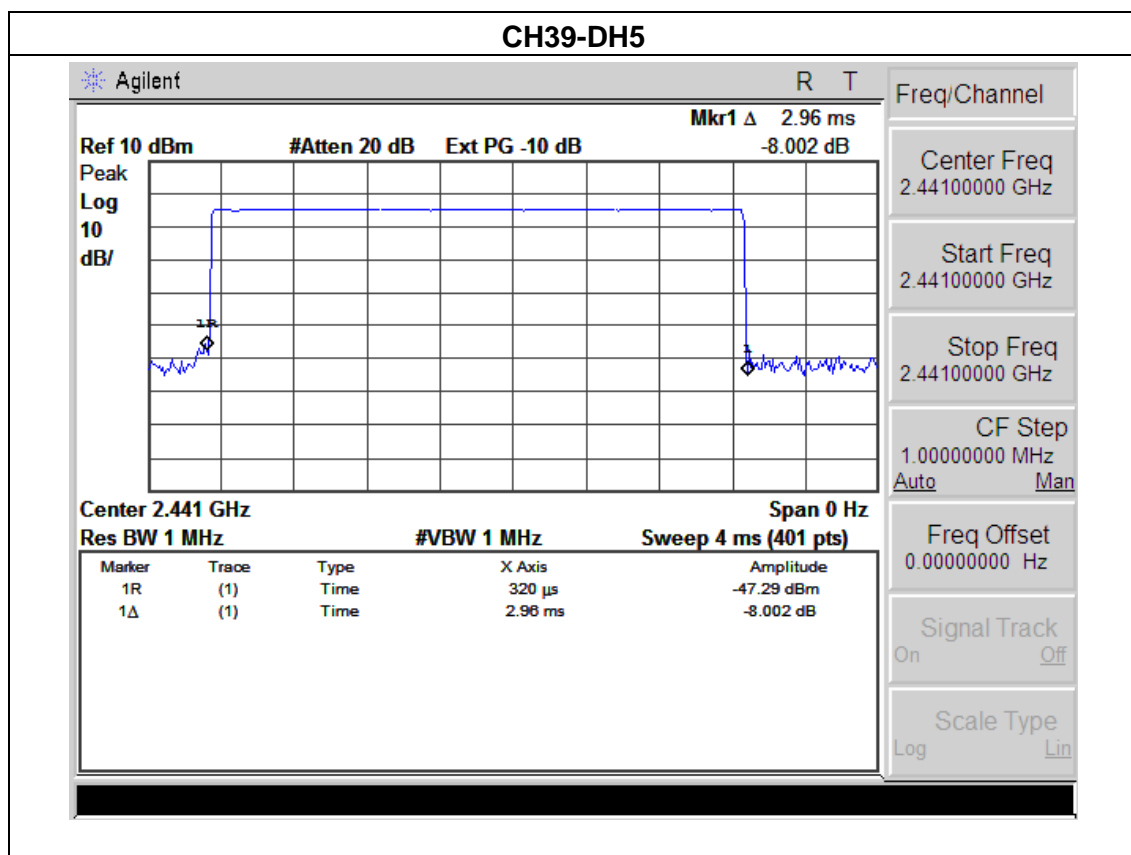 CH39-DH5
Agilent R T
Mkr1 Δ 2.96 ms
Ref 10 dBm #Atten 20 dB Ext PG -10 dB -8.002 dB
Peak
Log
10
dB/
1R
1
Center 2.441 GHz Span 0 Hz
Res BW 1 MHz #VBW 1 MHz Sweep 4 ms (401 pts)
Marker Trace Type X Axis Amplitude
1R (1) Time 320 µs -47.29 dBm
1Δ (1) Time 2.96 ms -8.002 dB
Freq/Channel
Center Freq
2.44100000 GHz
Start Freq
2.44100000 GHz
Stop Freq
2.44100000 GHz
CF Step
1.00000000 MHz
Auto Man
Freq Offset
0.00000000 Hz
Signal Track
On Off
Scale Type
Log Lin